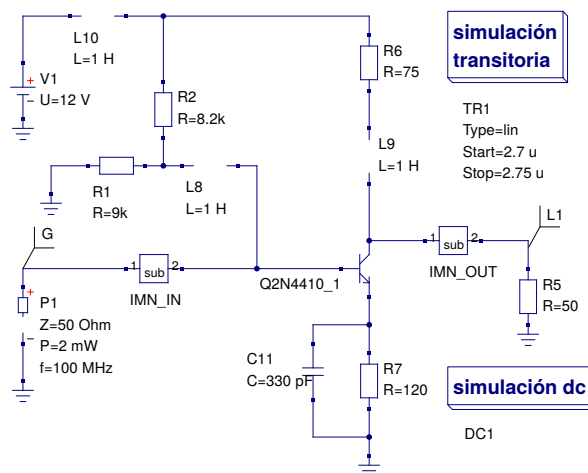 L10
L=1 H
V1
U=12 V
R2
R=8.2k
R6
R=75
simulación
transitoria
TR1
Type=lin
Start=2.7 u
Stop=2.75 u
R1
R=9k
L8
L=1 H
L9
L=1 H
G
1
sub
2
IMN_IN
Q2N4410_1
1
sub
2
IMN_OUT
L1
P1
Z=50 Ohm
P=2 mW
f=100 MHz
R5
R=50
C11
C=330 pF
R7
R=120
simulación dc
DC1